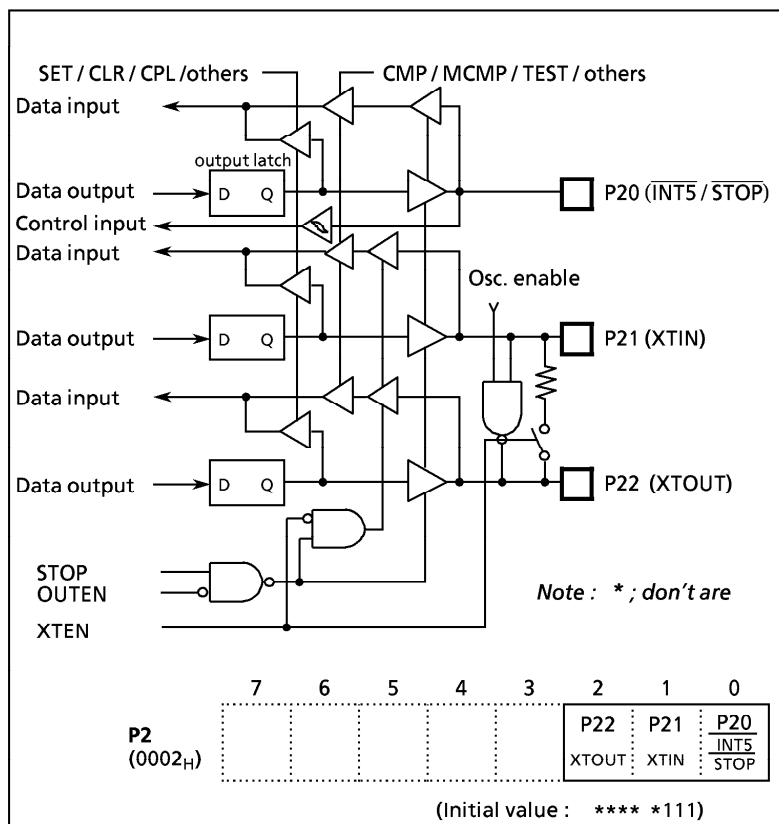 SET / CLR / CPL /others
CMP / MCMP / TEST / others
Data input
output latch
Data output
D Q
P20 (INT5 / STOP)
Control input
Data input
Osc. enable
Data output
D Q
P21 (XTIN)
Data input
Data output
D Q
P22 (XTOUT)
STOP
OUTEN
XTEN
Note : * ; don't are
7 6 5 4 3 2 1 0
P2
(0002H)
P22 P21 P20
XTOUT XTIN INT5
STOP
(Initial value : **** *111)